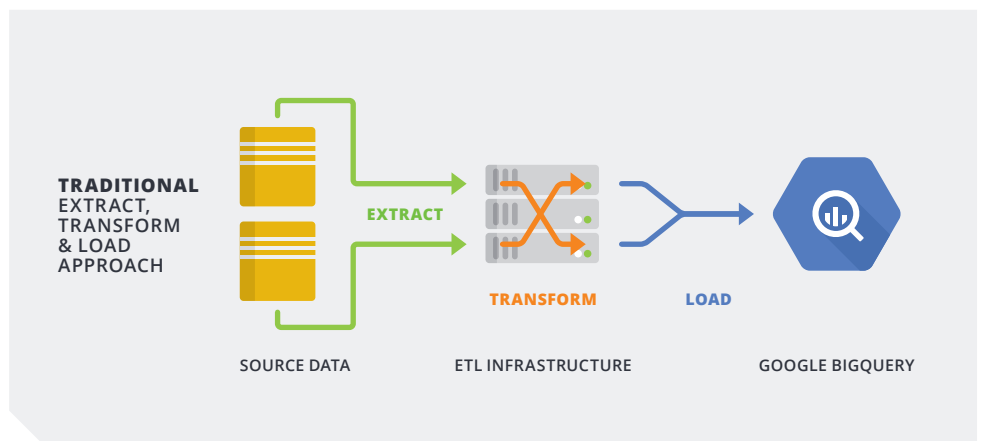 TRADITIONAL
EXTRACT,
TRANSFORM
& LOAD
APPROACH
EXTRACT
TRANSFORM
LOAD
SOURCE DATA
ETL INFRASTRUCTURE
GOOGLE BIGQUERY